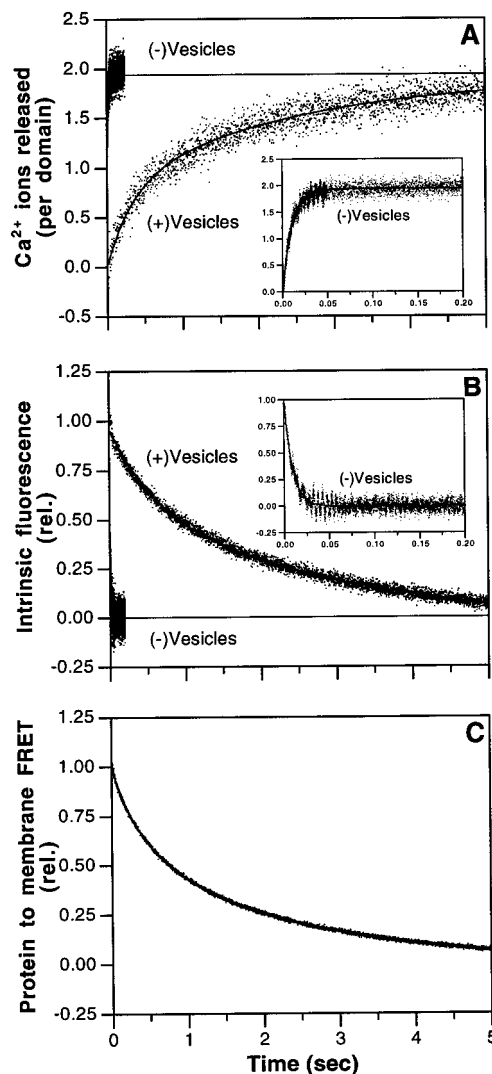 A
(-)Vesicles
Ca2+ ions released
(per domain)
2.5
2.0
1.5
1.0
0.5
0.0
-0.5
(+)Vesicles
2.5
2.0
1.5
1.0
0.5
0.0
(-)Vesicles
0.00 0.05 0.10 0.15 0.20
B
Intrinsic fluorescence
(rel.)
1.25
1.00
0.75
0.50
0.25
0.00
-0.25
(+)Vesicles
1.00
0.75
0.50
0.25
0.00
-0.25
(-)Vesicles
0.00 0.05 0.10 0.15 0.20
(-)Vesicles
C
Protein to membrane FRET
(rel.)
1.25
1.00
0.75
0.50
0.25
0.00
-0.25
0 1 2 3 4 5
Time (sec)